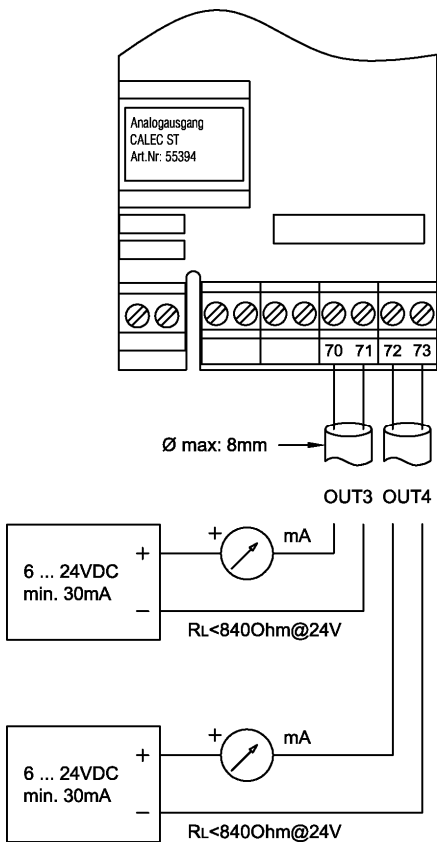 Analogausgang
CALEC ST
Art.Nr: 55394
70 71 72 73
Ø max: 8mm
OUT3 OUT4
+ mA
6 ... 24VDC +
min. 30mA −
RL<840Ohm@24V
+ mA
6 ... 24VDC +
min. 30mA −
RL<840Ohm@24V